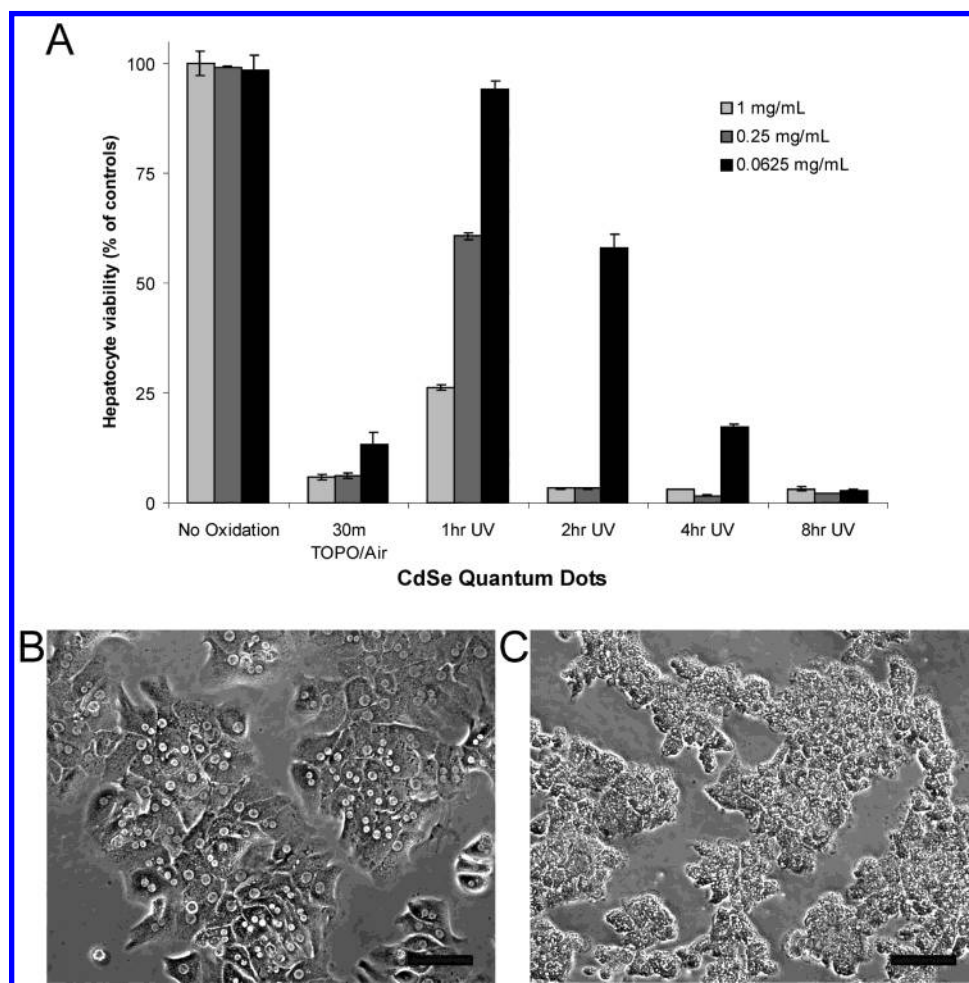 A
Hepatocyte viability (% of controls)
100
75
50
25
0
1 mg/mL
0.25 mg/mL
0.0625 mg/mL
No Oxidation
30m
TOPO/Air
1hr UV
2hr UV
4hr UV
8hr UV
CdSe Quantum Dots
B
C